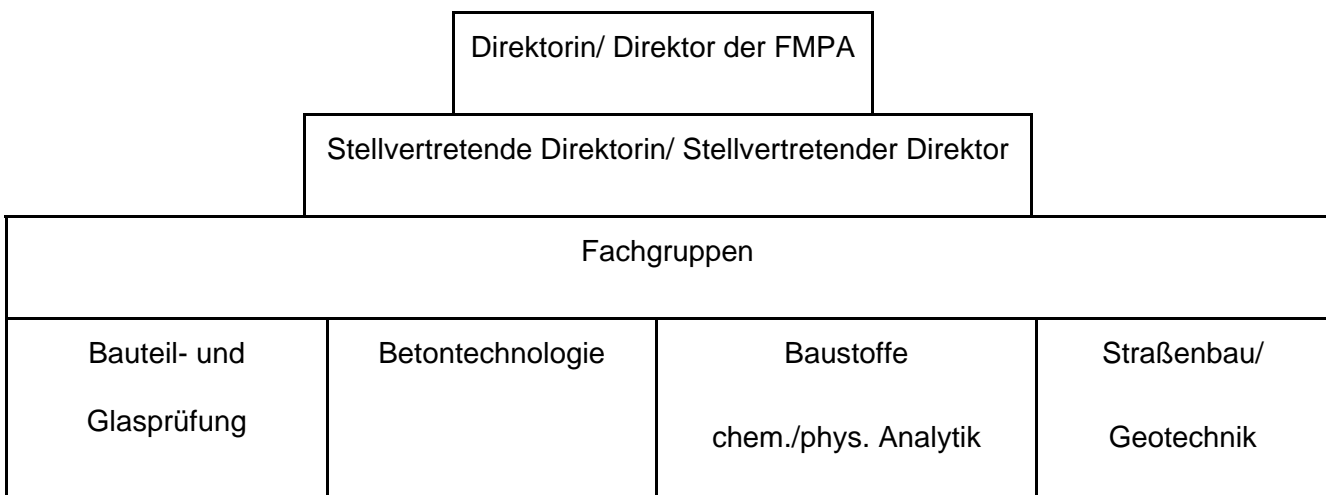 Direktorin/ Direktor der FMPA
Stellvertretende Direktorin/ Stellvertretender Direktor
Fachgruppen
Bauteil- und
Glasprüfung
Betontechnologie
Baustoffe
chem./phys. Analytik
Straßenbau/
Geotechnik